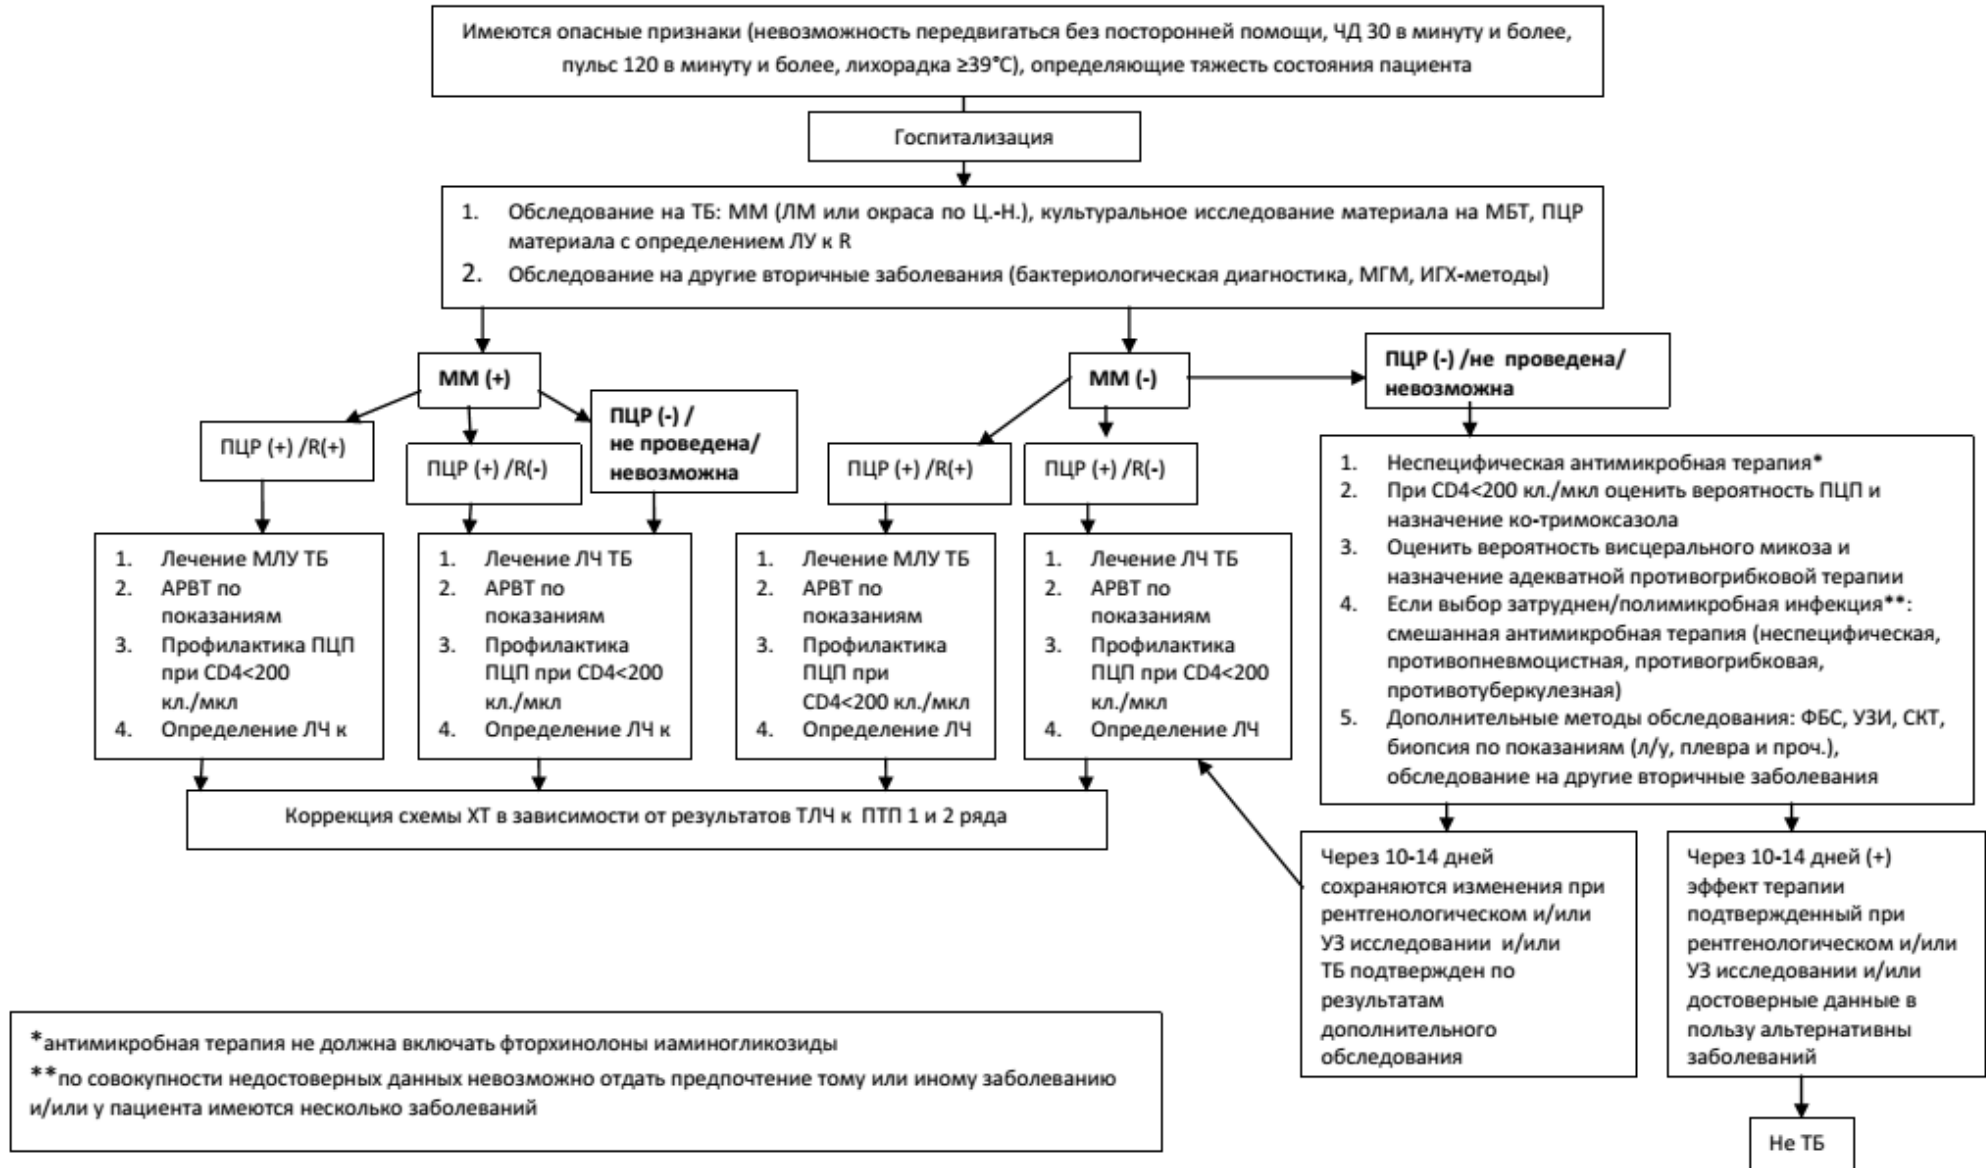 Имеются опасные признаки (невозможность передвигаться без посторонней помощи, ЧД 30 в минуту и более,
пульс 120 в минуту и более, лихорадка ≥39°С), определяющие тяжесть состояния пациента
Госпитализация
1. Обследование на ТБ: ММ (ЛМ или окраса по Ц.-Н.), культуральное исследование материала на МБТ, ПЦР
материала с определением ЛУ к R
2. Обследование на другие вторичные заболевания (бактериологическая диагностика, МГМ, ИГХ-методы)
ММ (+)
ММ (-)
ПЦР (-) /не проведена/
невозможна
ПЦР (+) /R(+)
ПЦР (+) /R(-)
ПЦР (-) /
не проведена/
невозможна
ПЦР (+) /R(+)
ПЦР (+) /R(-)
1. Лечение МЛУ ТБ
2. АРВТ по
показаниям
3. Профилактика ПЦП
при CD4<200
кл./мкл
4. Определение ЛЧ к
1. Лечение ЛЧ ТБ
2. АРВТ по
показаниям
3. Профилактика
ПЦП при CD4<200
кл./мкл
4. Определение ЛЧ к
1. Лечение МЛУ ТБ
2. АРВТ по
показаниям
3. Профилактика
ПЦП при
CD4<200 кл./мкл
4. Определение ЛЧ
1. Лечение ЛЧ ТБ
2. АРВТ по
показаниям
3. Профилактика
ПЦП при CD4<200
кл./мкл
4. Определение ЛЧ
1. Неспецифическая антимикробная терапия*
2. При CD4<200 кл./мкл оценить вероятность ПЦП и
назначение ко-тримоксазола
3. Оценить вероятность висцерального микоза и
назначение адекватной противогрибковой терапии
4. Если выбор затруднен/полимикробная инфекция**:
смешанная антимикробная терапия (неспецифическая,
противопневмоцистная, противогрибковая,
противотуберкулезная)
5. Дополнительные методы обследования: ФБС, УЗИ, СКТ,
биопсия по показаниям (л/у, плевра и проч.),
обследование на другие вторичные заболевания
Коррекция схемы ХТ в зависимости от результатов ТЛЧ к ПТП 1 и 2 ряда
Через 10-14 дней
сохраняются изменения при
рентгенологическом и/или
УЗ исследовании и/или
ТБ подтвержден по
результатам
дополнительного
обследования
Через 10-14 дней (+)
эффект терапии
подтвержденный при
рентгенологическом и/или
УЗ исследовании и/или
достоверные данные в
пользу альтернативны
заболеваний
Не ТБ
*антимикробная терапия не должна включать фторхинолоны иаминогликозиды
**по совокупности недостоверных данных невозможно отдать предпочтение тому или иному заболеванию
и/или у пациента имеются несколько заболеваний